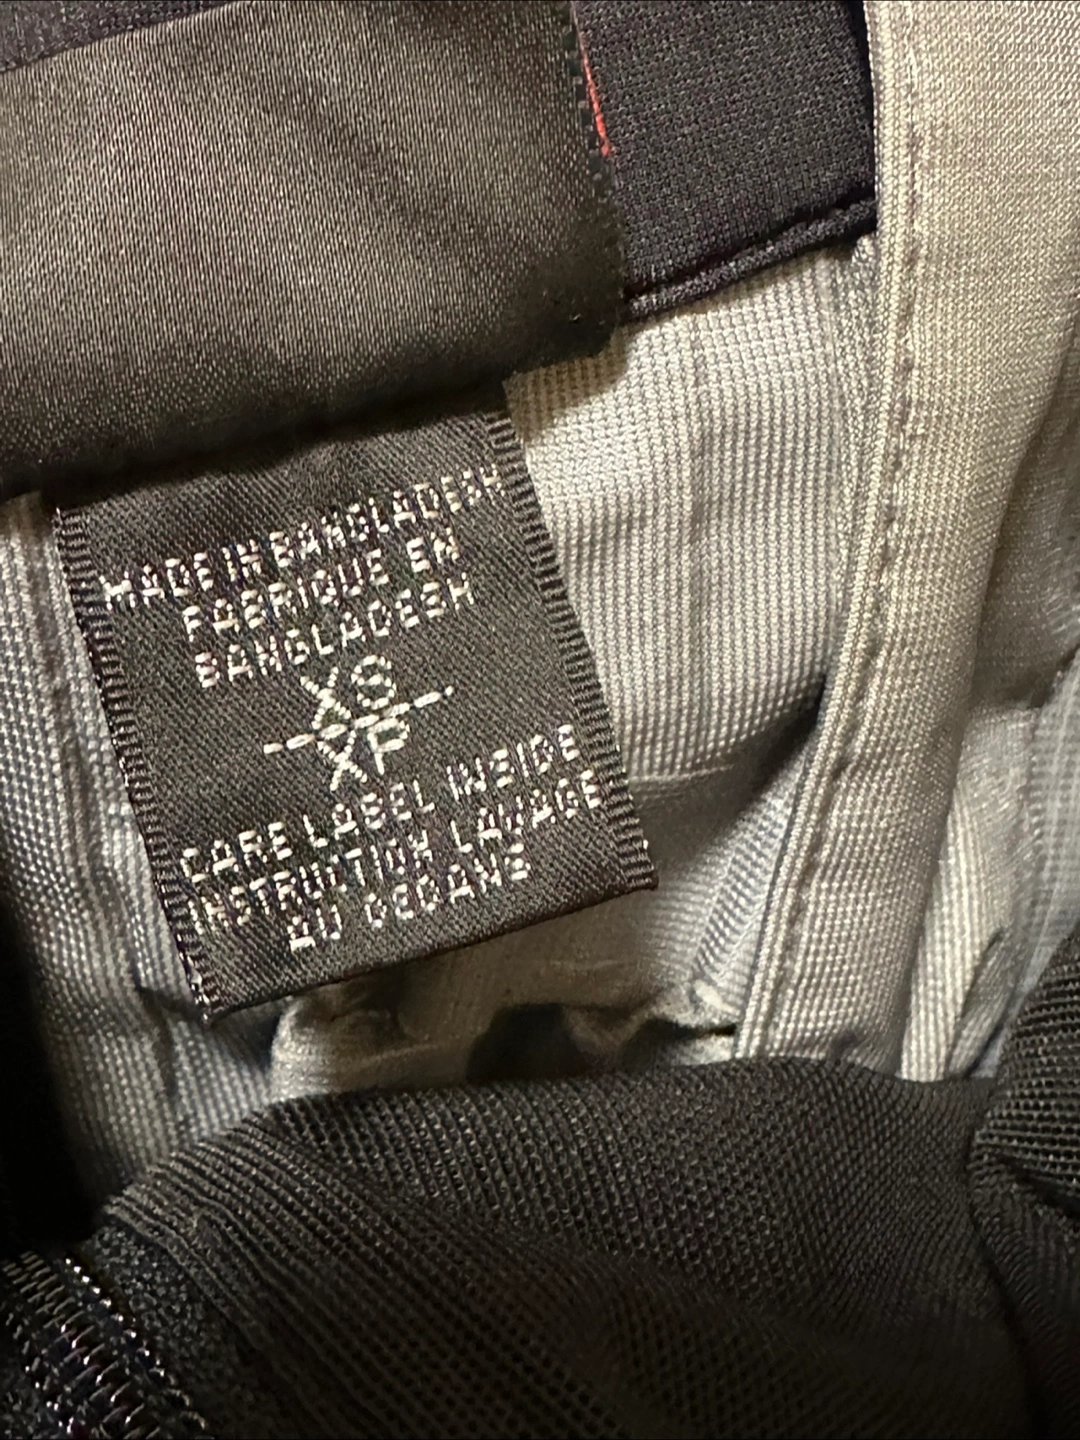 MADE IN BANGLADESH
FABRIQUE EN
BANGLADESH
XS
XP
CARE LABEL INSIDE
INSTRUCTION LAVAGE
AU DEDANS